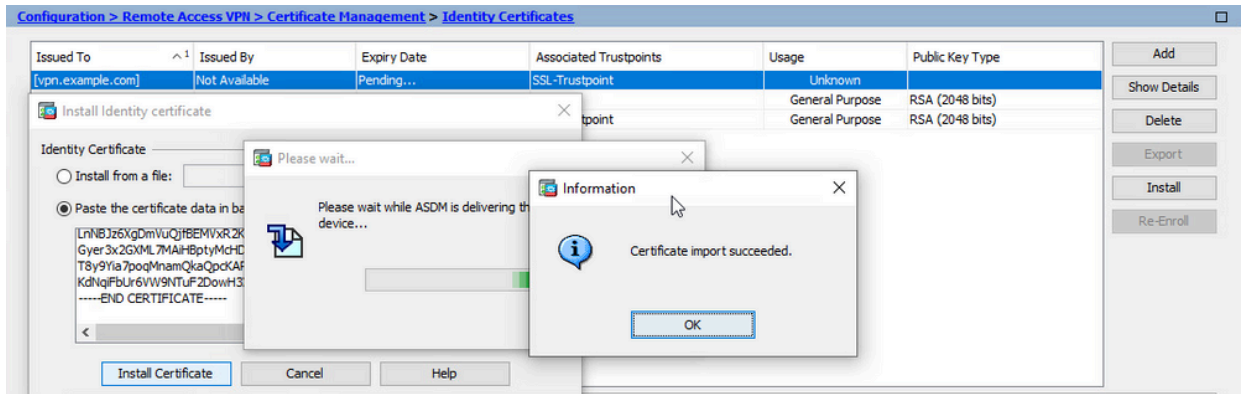 Configuration > Remote Access VPN > Certificate Management > Identity Certificates
Issued To 1 Issued By Expiry Date Associated Trustpoints Usage Public Key Type
Add
[vpn.example.com] Not Available Pending... SSL-Trustpoint Unknown
Show Details
General Purpose RSA (2048 bits)
Install Identity certificate
tpoint General Purpose RSA (2048 bits)
Delete
Identity Certificate
Please wait...
Export
Install from a file:
Information
Install
Paste the certificate data in ba
Please wait while ASDM is delivering th
device...
Re-Enroll
Certificate import succeeded.
-----END CERTIFICATE-----
OK
Install Certificate Cancel Help